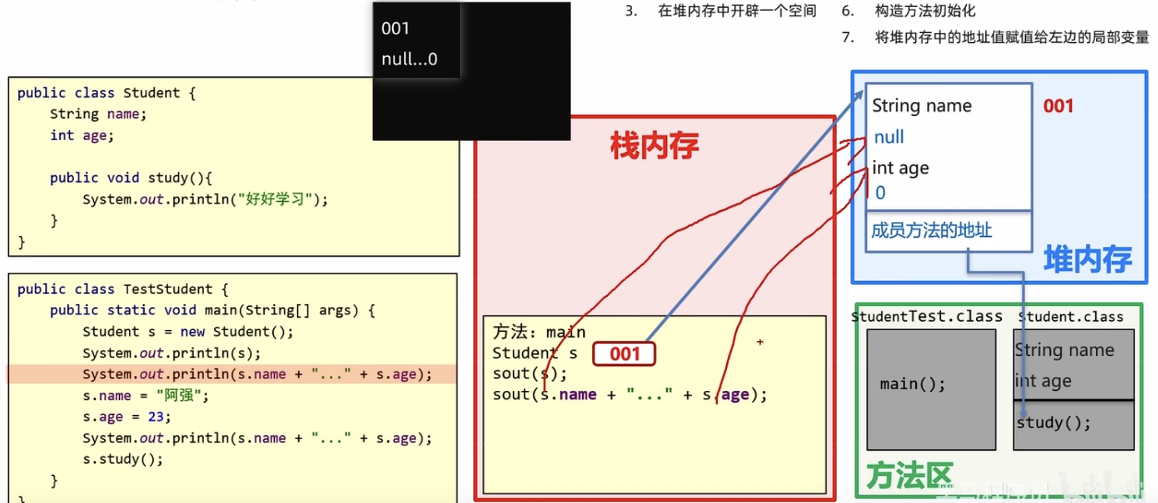 3. 在堆内存中开辟一个空间
6. 构造方法初始化
7. 将堆内存中的地址值赋值给左边的局部变量
001
null...0
public class Student {
String name;
int age;
public void study(){
System.out.println("好好学习");
}
}
public class TestStudent {
public static void main(String[] args) {
Student s = new Student();
System.out.println(s);
System.out.println(s.name + "..." + s.age);
s.name = "阿强";
s.age = 23;
System.out.println(s.name + "..." + s.age);
s.study();
}
}
栈内存
方法: main
Student s 001
sout(s);
sout(s.name + "..." + s.age);
String name
null
int age
0
成员方法的地址
001
堆内存
StudentTest.class
main();
Student.class
String name
int age
study();
方法区